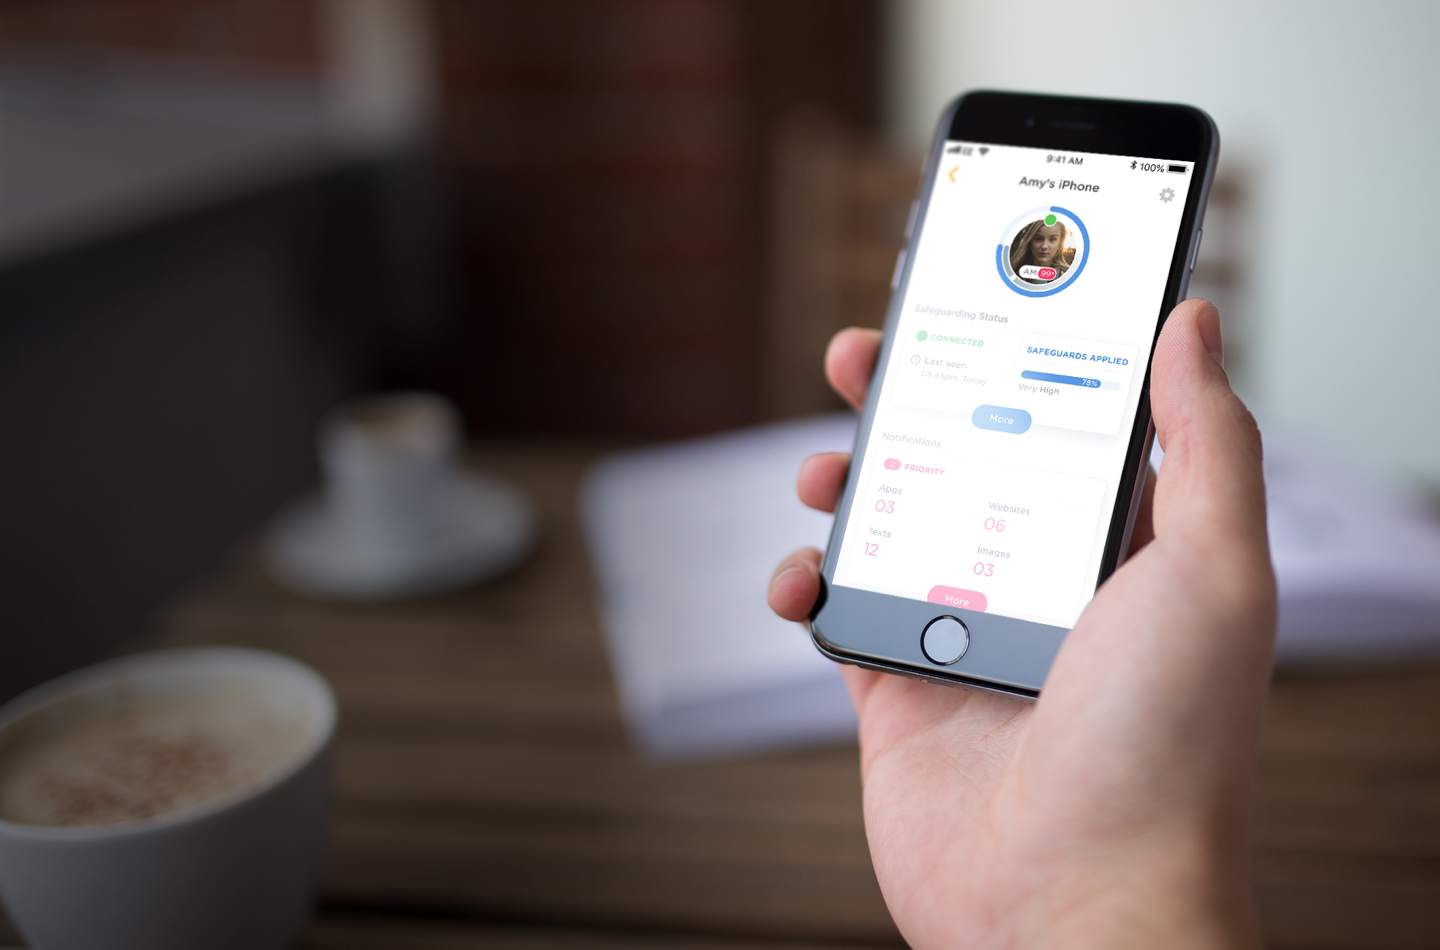 9:41 AM
100%
Amy's iPhone
AM 99+
Safeguarding Status
CONNECTED
SAFEGUARDS APPLIED
Last seen
05:45pm, Today
78%
Very High
More
Notifications
2 PRIORITY
Apps
03
Websites
06
Texts
12
Images
03
More